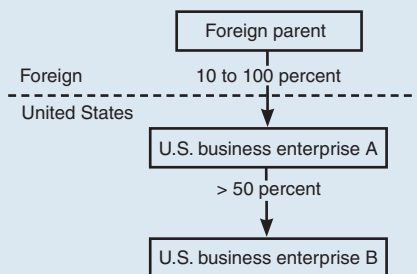 Foreign parent
Foreign
10 to 100 percent
United States
U.S. business enterprise A
> 50 percent
U.S. business enterprise B